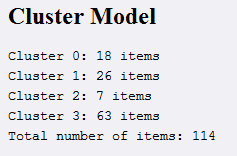 Cluster Model
Cluster 0: 18 items
Cluster 1: 26 items
Cluster 2: 7 items
Cluster 3: 63 items
Total number of items: 114